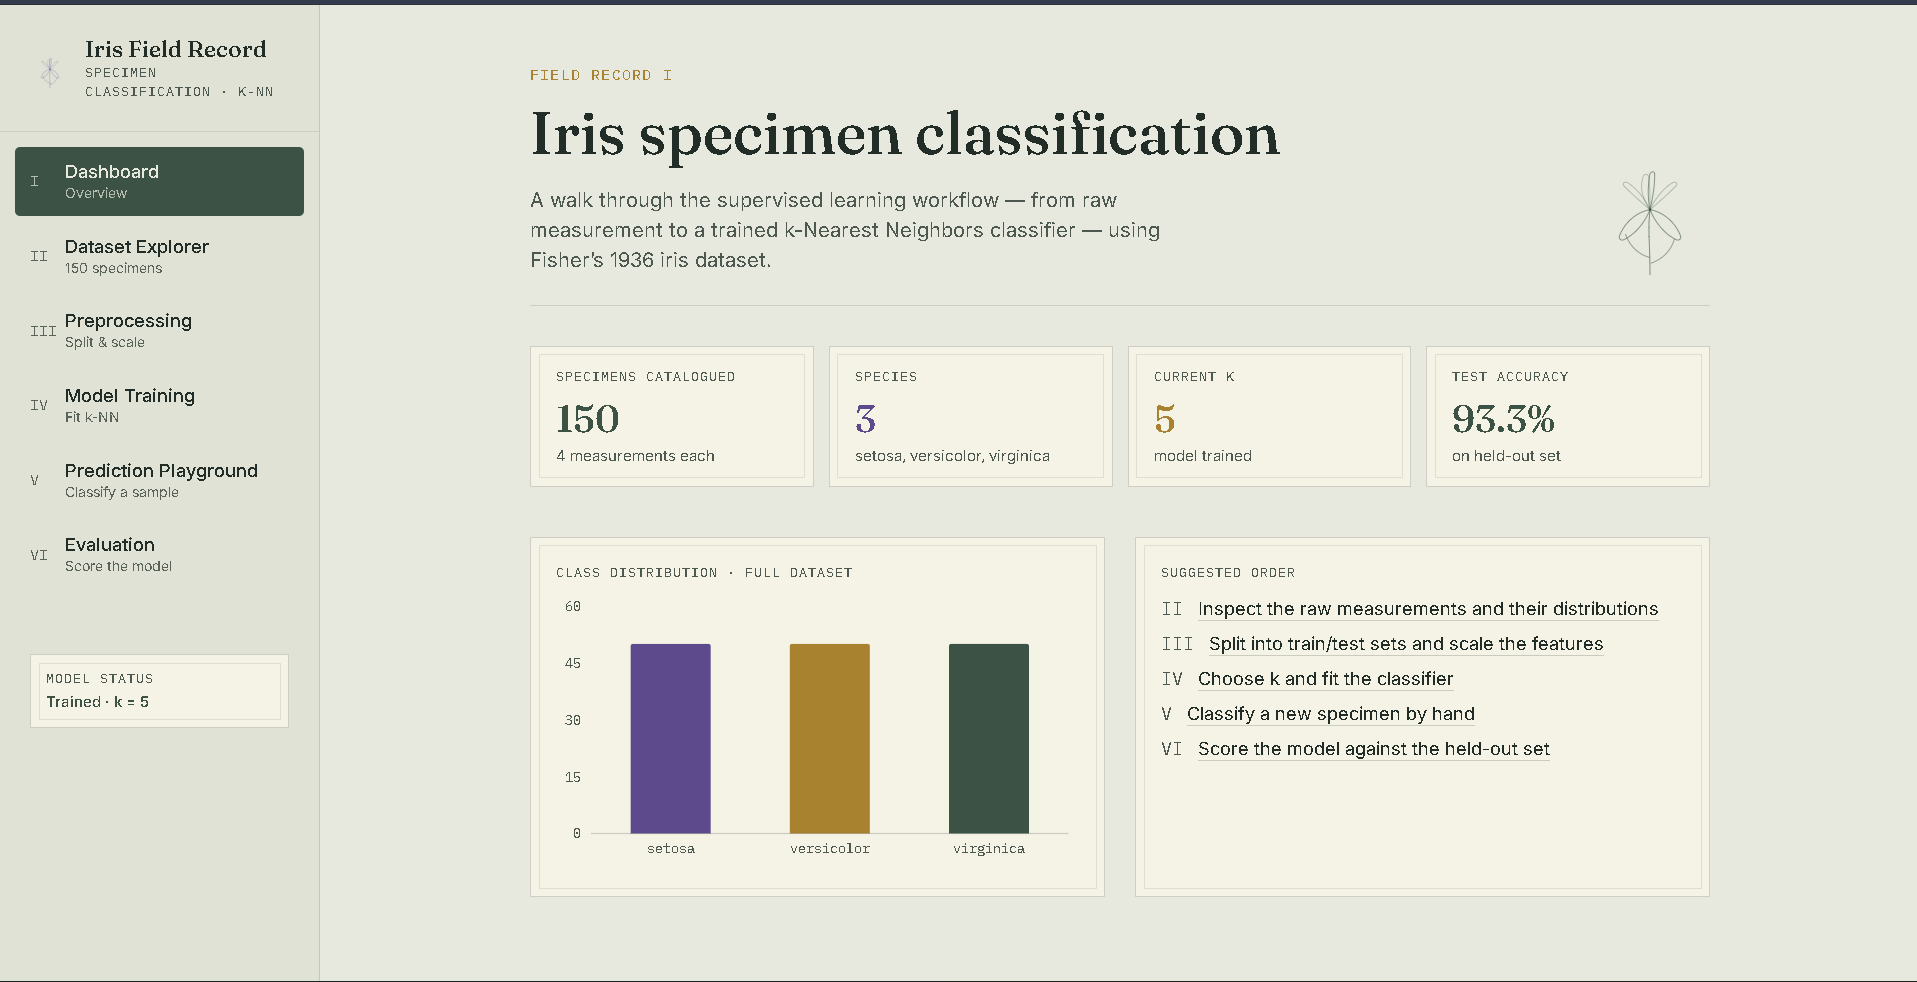 Iris Field Record
SPECIMEN
CLASSIFICATION · K-NN
I
Dashboard
Overview
II
Dataset Explorer
150 specimens
III
Preprocessing
Split & scale
IV
Model Training
Fit k-NN
V
Prediction Playground
Classify a sample
VI
Evaluation
Score the model
MODEL STATUS
Trained · k = 5
FIELD RECORD I
Iris specimen classification
A walk through the supervised learning workflow — from raw
measurement to a trained k-Nearest Neighbors classifier — using
Fisher's 1936 iris dataset.
SPECIMENS CATALOGUED
150
4 measurements each
SPECIES
3
setosa, versicolor, virginica
CURRENT K
5
model trained
TEST ACCURACY
93.3%
on held-out set
CLASS DISTRIBUTION · FULL DATASET
60
45
30
15
0
setosa versicolor virginica
SUGGESTED ORDER
II Inspect the raw measurements and their distributions
III Split into train/test sets and scale the features
IV Choose k and fit the classifier
V Classify a new specimen by hand
VI Score the model against the held-out set